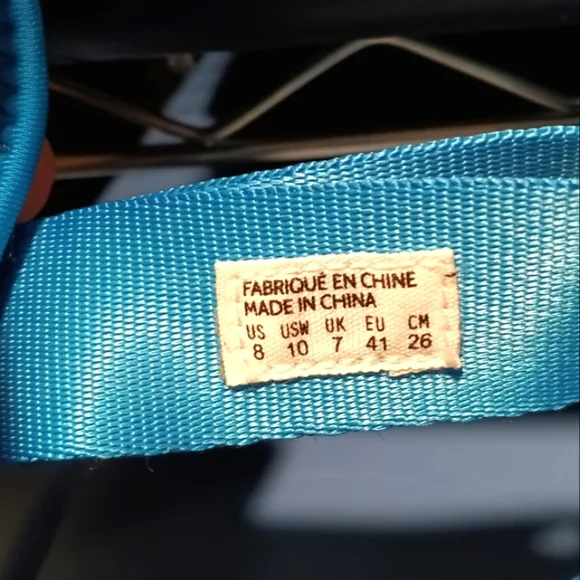 FABRIQUÉ EN CHINE
MADE IN CHINA
US USW UK EU CM
8 10 7 41 26